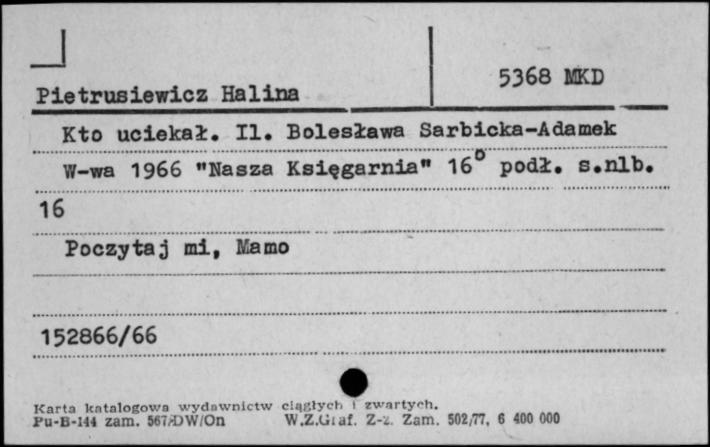 5368 MKD
Pietrusiewicz Halina
Kto uciekał. Il. Bolesława Sarbicka-Adamek
W-wa 1966 "Nasza Księgarnia" 16° podł. s.nlb.
16
Poczytaj mi, Mamo
152866/66
Karta katalogowa wydawnictw ciągłych i zwartych.
Pu-B-144 zam. 567/DW/On W.Z.Graf. Z-z. Zam. 502/77, 6 400 000